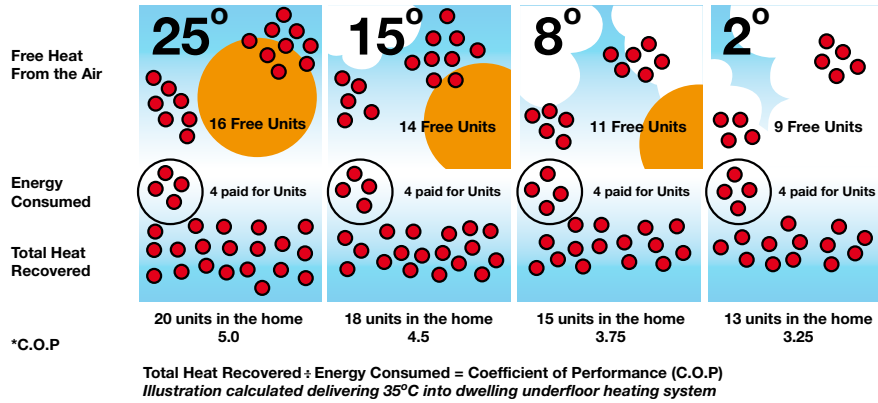 25° 15° 8° 2°
Free Heat
From the Air
16 Free Units 14 Free Units 11 Free Units 9 Free Units
Energy
Consumed
4 paid for Units 4 paid for Units 4 paid for Units 4 paid for Units
Total Heat
Recovered
20 units in the home 18 units in the home 15 units in the home 13 units in the home
*C.O.P 5.0 4.5 3.75 3.25
Total Heat Recovered ÷ Energy Consumed = Coefficient of Performance (C.O.P)
Illustration calculated delivering 35°C into dwelling underfloor heating system